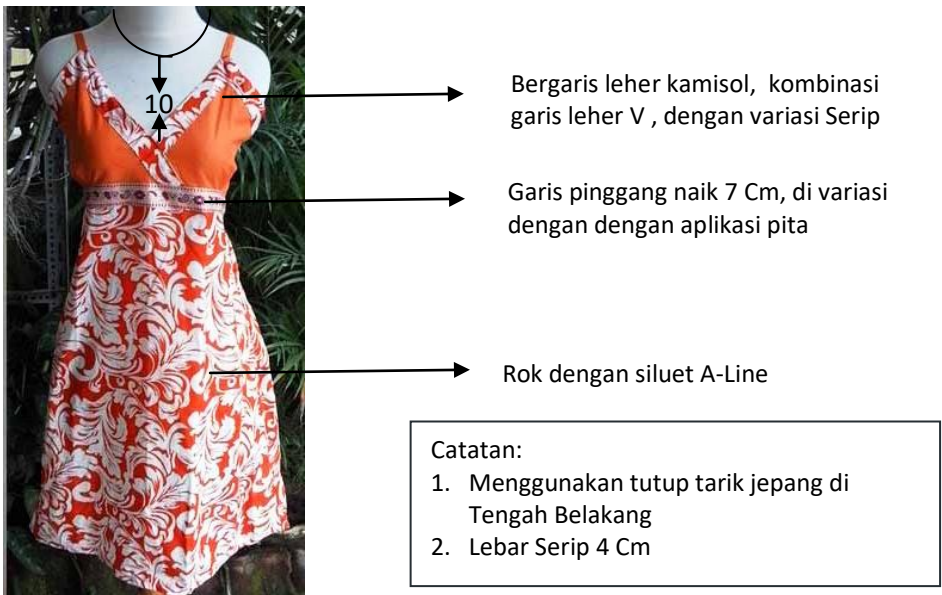 10
Bergaris leher kamisol, kombinasi
garis leher V , dengan variasi Serip
Garis pinggang naik 7 Cm, di variasi
dengan dengan aplikasi pita
Rok dengan siluet A-Line
Catatan:
1. Menggunakan tutup tarik jepang di
Tengah Belakang
2. Lebar Serip 4 Cm